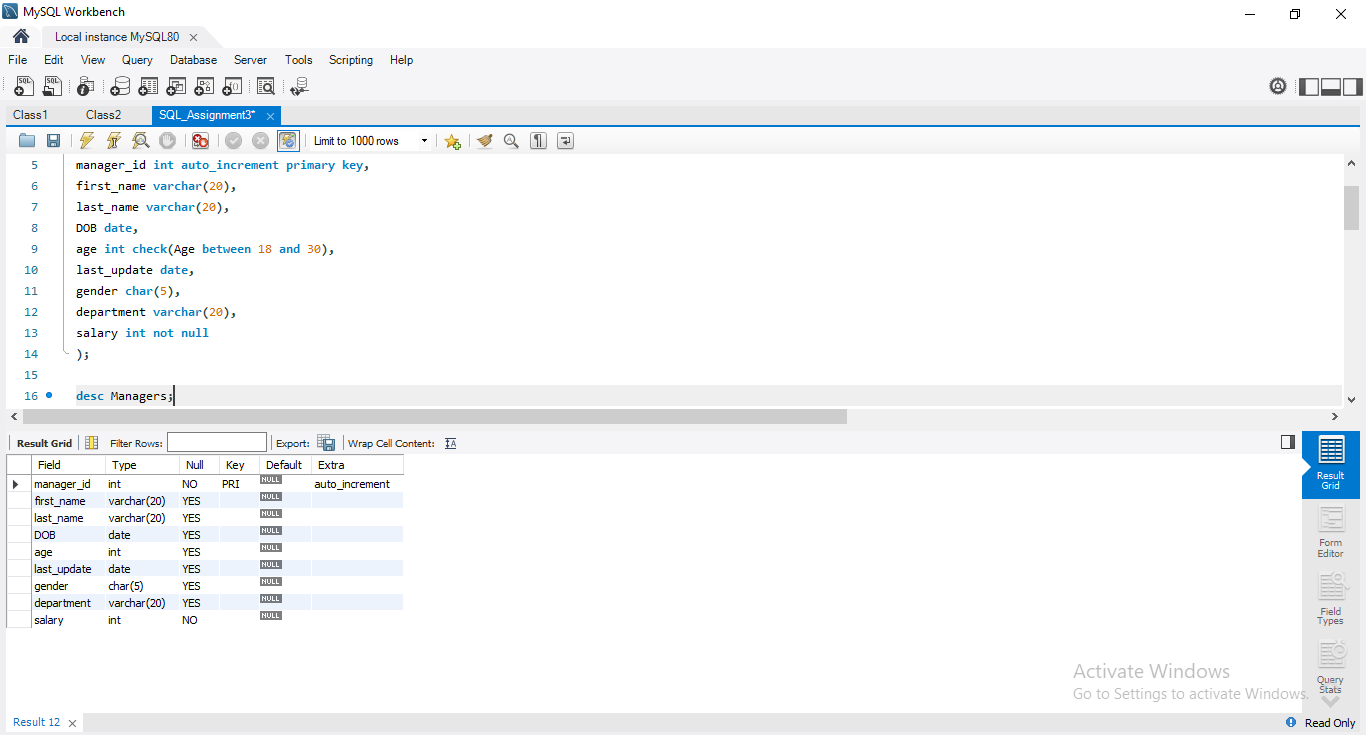 MySQL Workbench
Local instance MySQL80
File Edit View Query Database Server Tools Scripting Help
Class1 Class2 SQL_Assignment3*
Limit to 1000 rows
5 manager_id int auto_increment primary key,
6 first_name varchar(20),
7 last_name varchar(20),
8 DOB date,
9 age int check(Age between 18 and 30),
10 last_update date,
11 gender char(5),
12 department varchar(20),
13 salary int not null
14 );
15
16 desc Managers;
Result Grid Filter Rows: Export: Wrap Cell Content:
Field Type Null Key Default Extra
manager_id int NO PRI NULL auto_increment
first_name varchar(20) YES NULL
last_name varchar(20) YES NULL
DOB date YES NULL
age int YES NULL
last_update date YES NULL
gender char(5) YES NULL
department varchar(20) YES NULL
salary int NO NULL
Result
Grid
Form
Editor
Field
Types
Query
Stats
Activate Windows
Go to Settings to activate Windows.
Result 12
Read Only